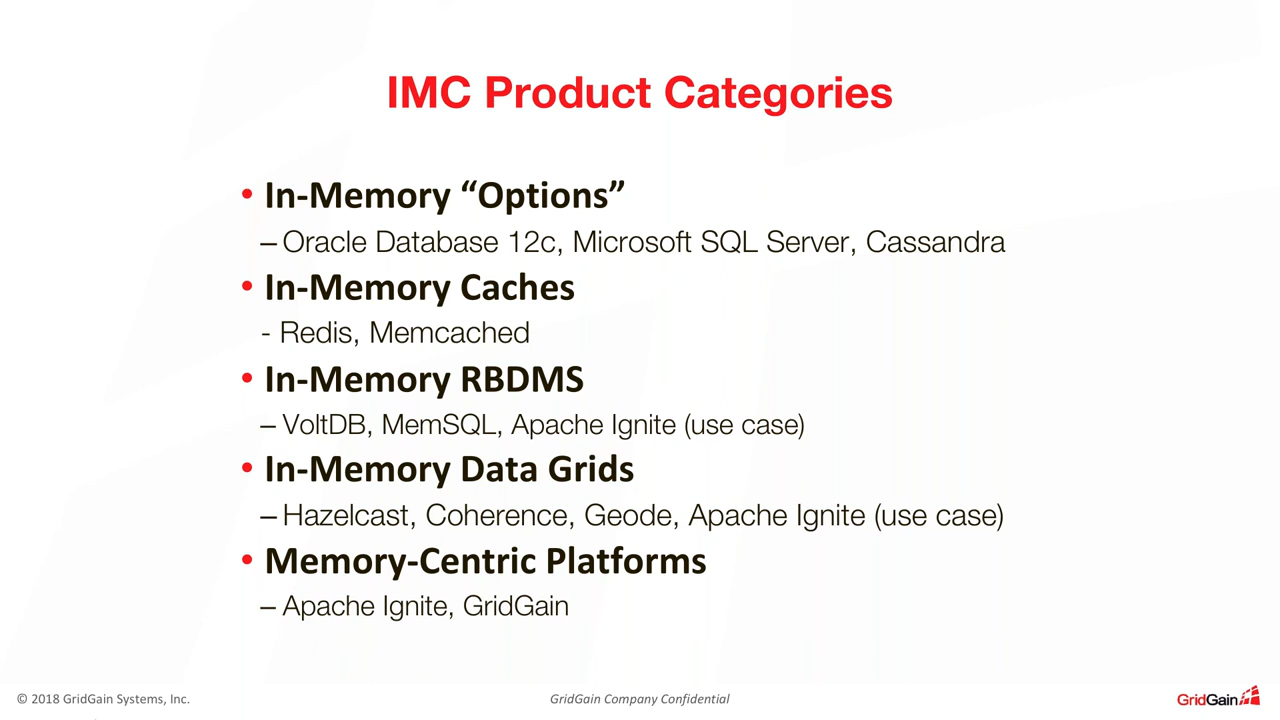 IMC Product Categories
• In-Memory “Options”
– Oracle Database 12c, Microsoft SQL Server, Cassandra
• In-Memory Caches
- Redis, Memcached
• In-Memory RBDMS
– VoltDB, MemSQL, Apache Ignite (use case)
• In-Memory Data Grids
– Hazelcast, Coherence, Geode, Apache Ignite (use case)
• Memory-Centric Platforms
– Apache Ignite, GridGain
© 2018 GridGain Systems, Inc.
GridGain Company Confidential
GridGain